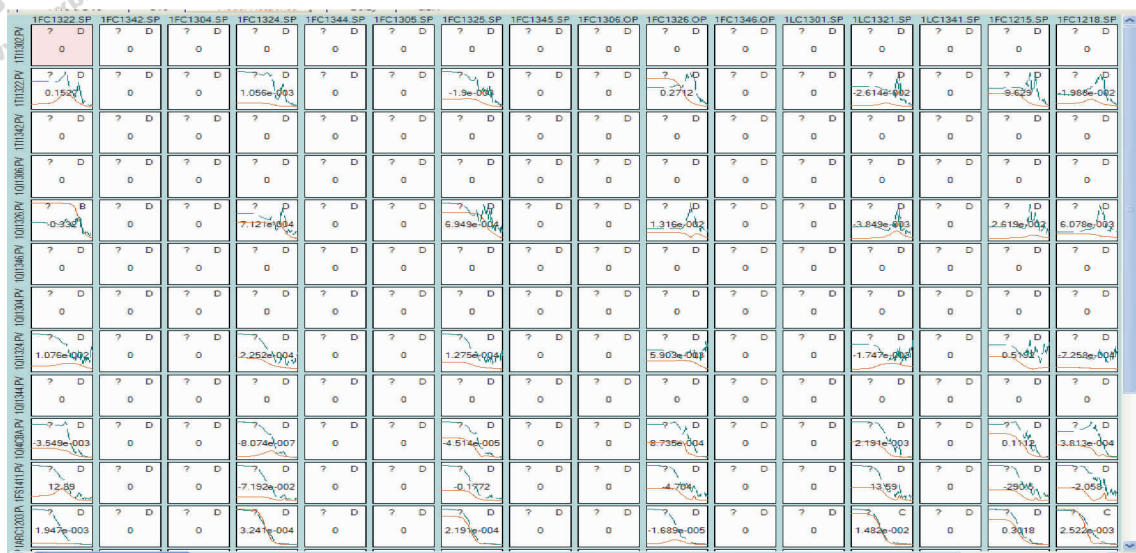 1FC1322.SP 1FC1342.SP 1FC1304.SP 1FC1324.SP 1FC1344.SP 1FC1305.SP 1FC1325.SP 1FC1345.SP 1FC1306.OP 1FC1326.OP 1FC1346.OP 1LC1301.SP 1LC1321.SP 1LC1341.SP 1FC1215.SP 1FC1218.SP
1TI1302.PV ? D ? D ? D ? D ? D ? D ? D ? D ? D ? D ? D ? D ? D ? D ? D ? D
0 0 0 0 0 0 0 0 0 0 0 0 0 0 0 0
1TI1322.PV ? D ? D ? D ? D ? D ? D ? D ? D ? D ? D ? D ? D ? D ? D ? D ? D
0 0 1.056e-003 0 0 0 0 0.2712 0 0 -2.614e-002 0 9.629 -1.988e-002
1TI1342.PV ? D ? D ? D ? D ? D ? D ? D ? D ? D ? D ? D ? D ? D ? D ? D ? D
0 0 0 0 0 0 0 0 0 0 0 0 0 0 0 0
1QI1306.PV ? D ? D ? D ? D ? D ? D ? D ? D ? D ? D ? D ? D ? D ? D ? D ? D
0 0 0 0 0 0 0 0 0 0 0 0 0 0 0 0
1QI1326.PV ? B ? D ? D ? D ? D ? D ? D ? D ? D ? D ? D ? D ? D ? D ? D ? D
0 0 7.121e-004 0 0 6.949e-004 0 0 1.316e-002 0 0 -3.849e-003 0 2.619e-002 6.078e-003
1QI1346.PV ? D ? D ? D ? D ? D ? D ? D ? D ? D ? D ? D ? D ? D ? D ? D ? D
0 0 0 0 0 0 0 0 0 0 0 0 0 0 0 0
1QI1304.PV ? D ? D ? D ? D ? D ? D ? D ? D ? D ? D ? D ? D ? D ? D ? D ? D
0 0 0 0 0 0 0 0 0 0 0 0 0 0 0 0
1QI1324.PV ? D ? D ? D ? D ? D ? D ? D ? D ? D ? D ? D ? D ? D ? D ? D ? D
1.076e-002 0 0 2.252e-004 0 0 1.275e-004 0 0 5.903e-003 0 0 -1.747e-003 0 0.5192 -7.258e-004
1QI1344.PV ? D ? D ? D ? D ? D ? D ? D ? D ? D ? D ? D ? D ? D ? D ? D ? D
0 0 0 0 0 0 0 0 0 0 0 0 0 0 0 0
1QI4CBA.PV ? D ? D ? D ? D ? D ? D ? D ? D ? D ? D ? D ? D ? D ? D ? D ? D
-3.549e-003 0 0 -8.074e-007 0 0 -4.514e-005 0 0 8.735e-004 0 0 2.191e-003 0 0.1112 3.813e-004
1FS1411.PV ? D ? D ? D ? D ? D ? D ? D ? D ? D ? D ? D ? D ? D ? D ? D ? D
12.89 0 0 -7.192e-002 0 0 -0.1772 0 0 -4.704 0 0 13.59 0 -2.058
? D ? D ? D ? D ? D ? D ? D ? D ? D ? D ? D ? D ? C ? D ? D ? C
1.947e-003 0 0 3.241e-004 0 0 2.191e-004 0 0 -1.689e-005 0 0 1.482e-002 0 0.3018 2.522e-003